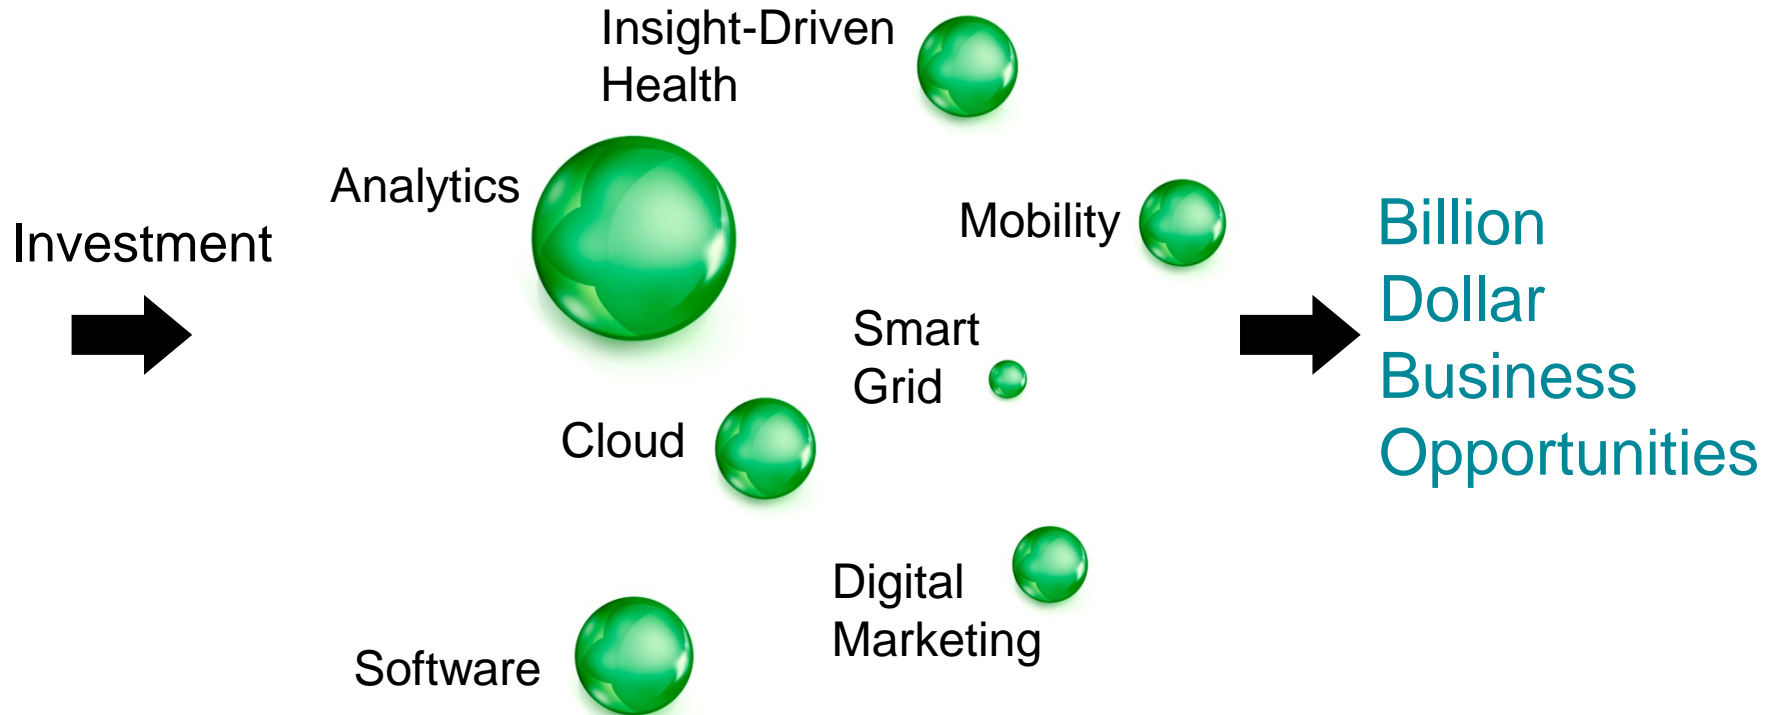 Insight-Driven
Health
Analytics
Investment
Mobility
Smart
Grid
Cloud
Digital
Marketing
Software
Billion
Dollar
Business
Opportunities